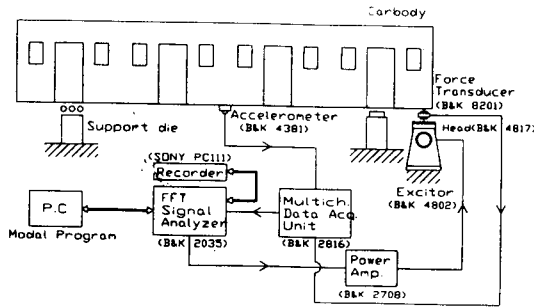 Carbody
Force
Transducer
(B&K 8201)
Accelerometer
(B&K 4381)
Head(B&K 4817)
Support die
(SONY PC111)
Recorder
Excitor
(B&K 4802)
P.C
FFT
Signal
Analyzer
Multich.
Data Acq.
Unit
Modal Program
(B&K 2035)
(B&K 2816)
Power
Amp.
(B&K 2708)